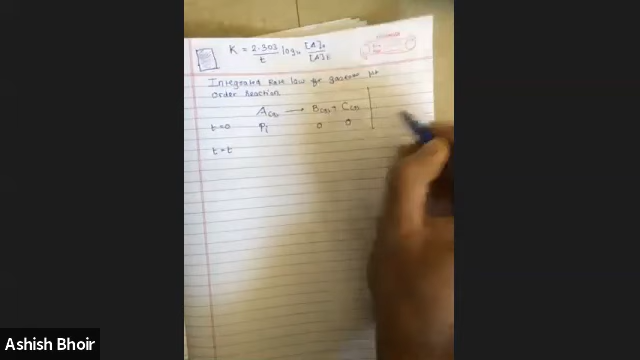 K = 2.303/t log₁₀ [A]₀/[A]t
Integrated Rate law for gaseous 1st
order Reaction
A(g) → B(g) + C(g)
t=0 Pi 0 0
t=t
Ashish Bhoir